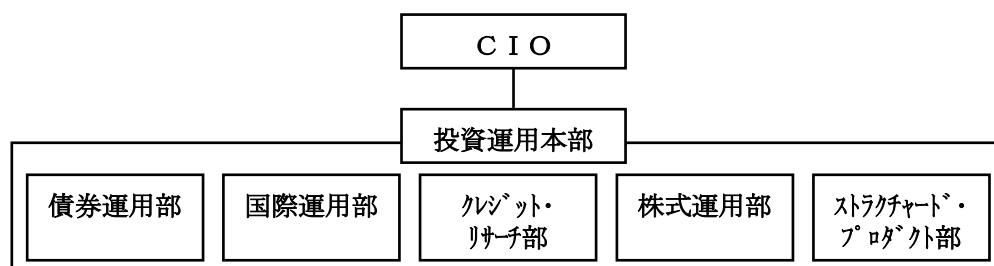 ＣＩＯ
投資運用本部
債券運用部
国際運用部
ｸﾚｼﾞｯﾄ・
ﾘｻｰﾁ部
株式運用部
ｽﾄﾗｸﾁｬｰﾄﾞ・
ﾌﾟﾛﾀﾞｸﾄ部